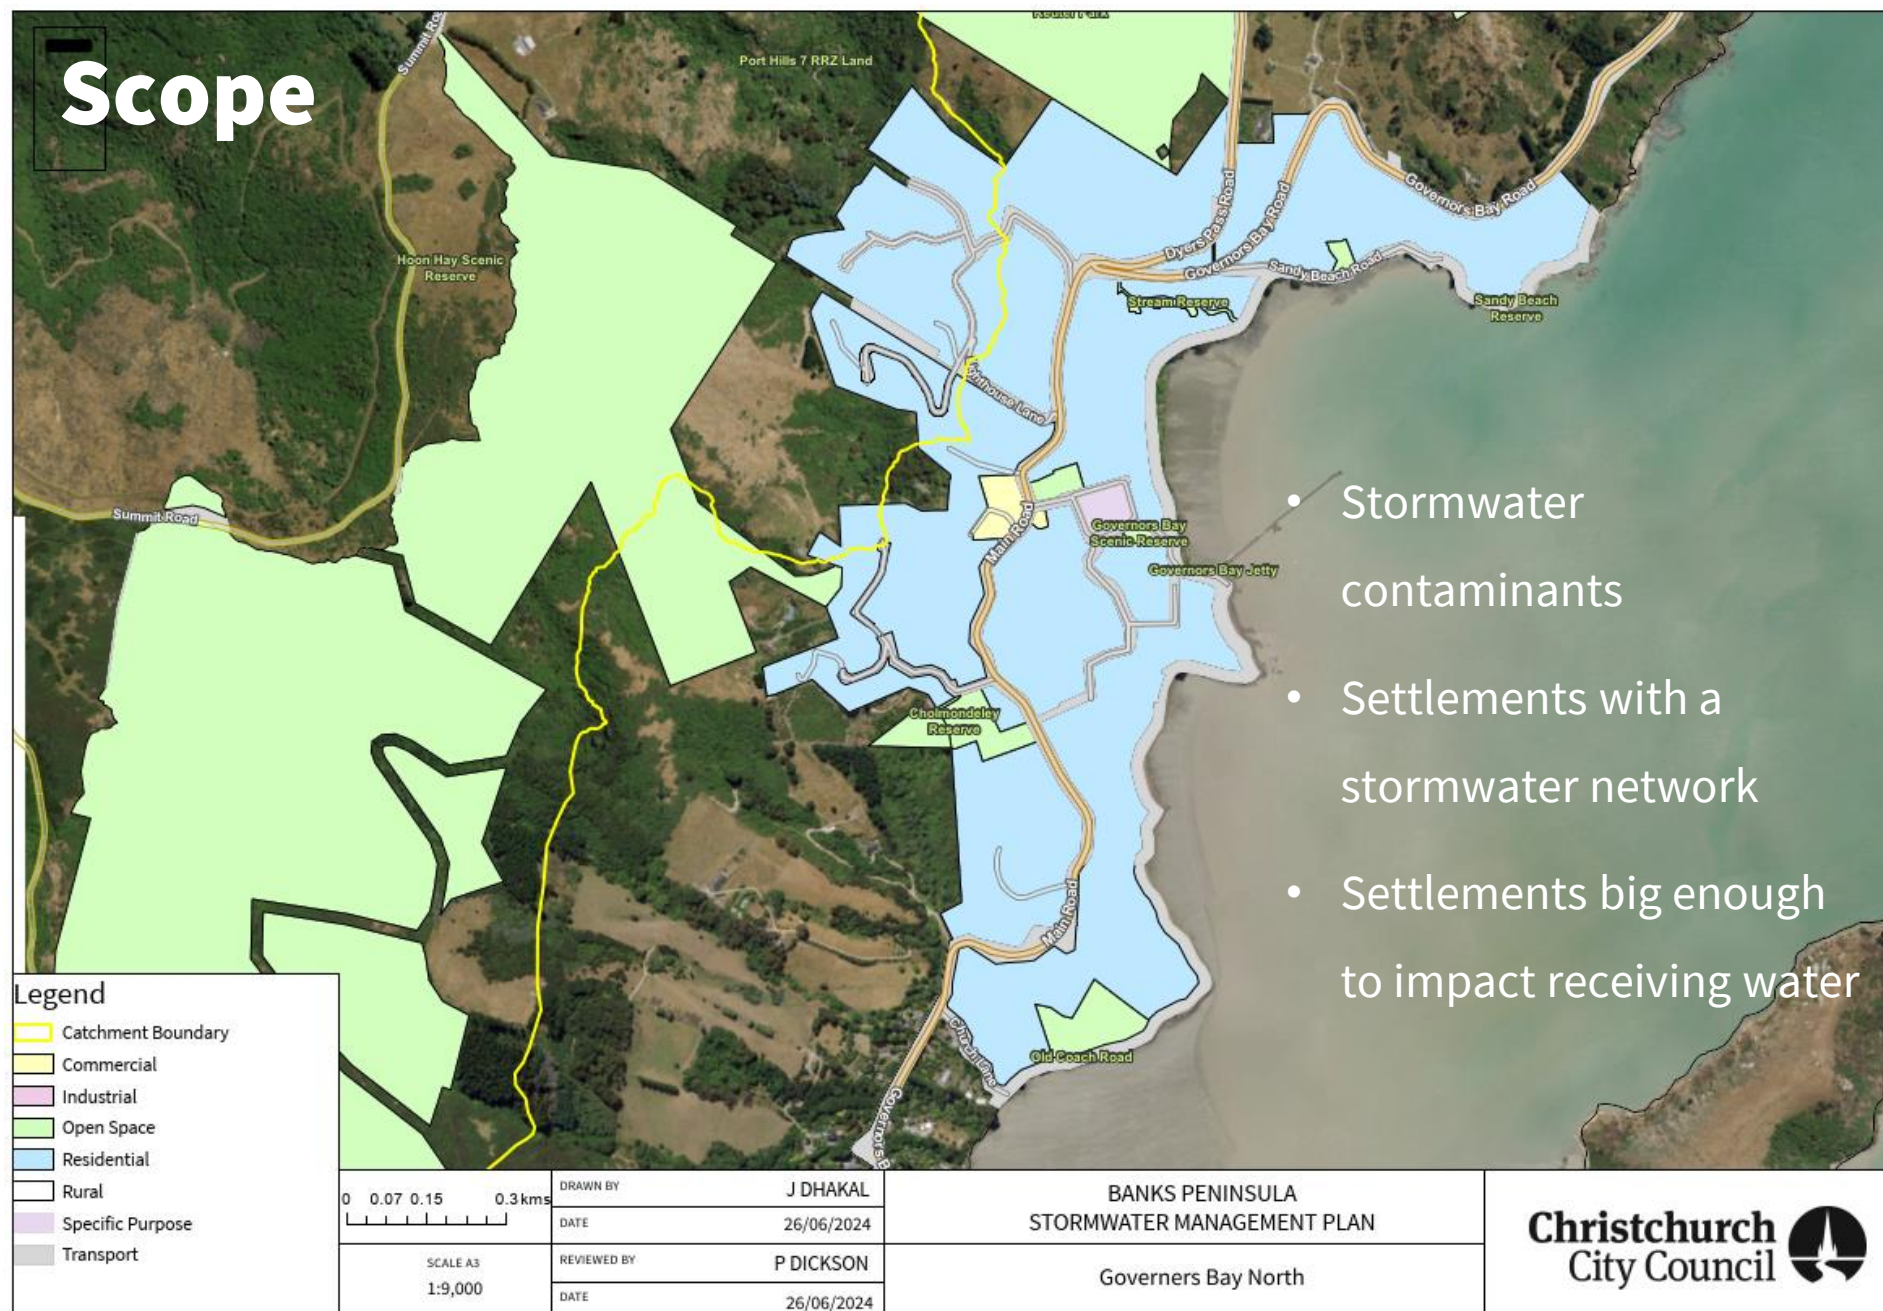 Scope
Reuter Park
Summit Ro
Port Hills 7 RRZ Land
Hoon Hay Scenic
Reserve
Dyers Pass Road
Governors Bay Road
Governors Bay Road
Sandy Beach Road
Stream Reserve
Sandy Beach
Reserve
Summit Road
Main Road
Governors Bay
Scenic Reserve
Governors Bay Jetty
Cholmondeley
Reserve
Main Road
Church Lane
Old Coach Road
Governors B
• Stormwater
contaminants
• Settlements with a
stormwater network
• Settlements big enough
to impact receiving water
Legend
Catchment Boundary
Commercial
Industrial
Open Space
Residential
Rural
Specific Purpose
Transport
0 0.07 0.15 0.3 kms
SCALE A3
1:9,000
DRAWN BY J DHAKAL
DATE 26/06/2024
REVIEWED BY P DICKSON
DATE 26/06/2024
BANKS PENINSULA
STORMWATER MANAGEMENT PLAN
Governers Bay North
Christchurch
City Council